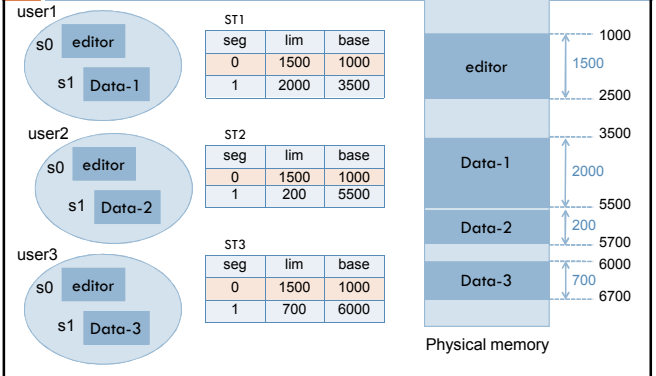 user1
s0 editor
s1 Data-1
ST1
seg lim base
0 1500 1000
1 2000 3500
user2
s0 editor
s1 Data-2
ST2
seg lim base
0 1500 1000
1 200 5500
user3
s0 editor
s1 Data-3
ST3
seg lim base
0 1500 1000
1 700 6000
1000
editor
1500
2500
3500
Data-1
2000
5500
Data-2
200
5700
6000
Data-3
700
6700
Physical memory